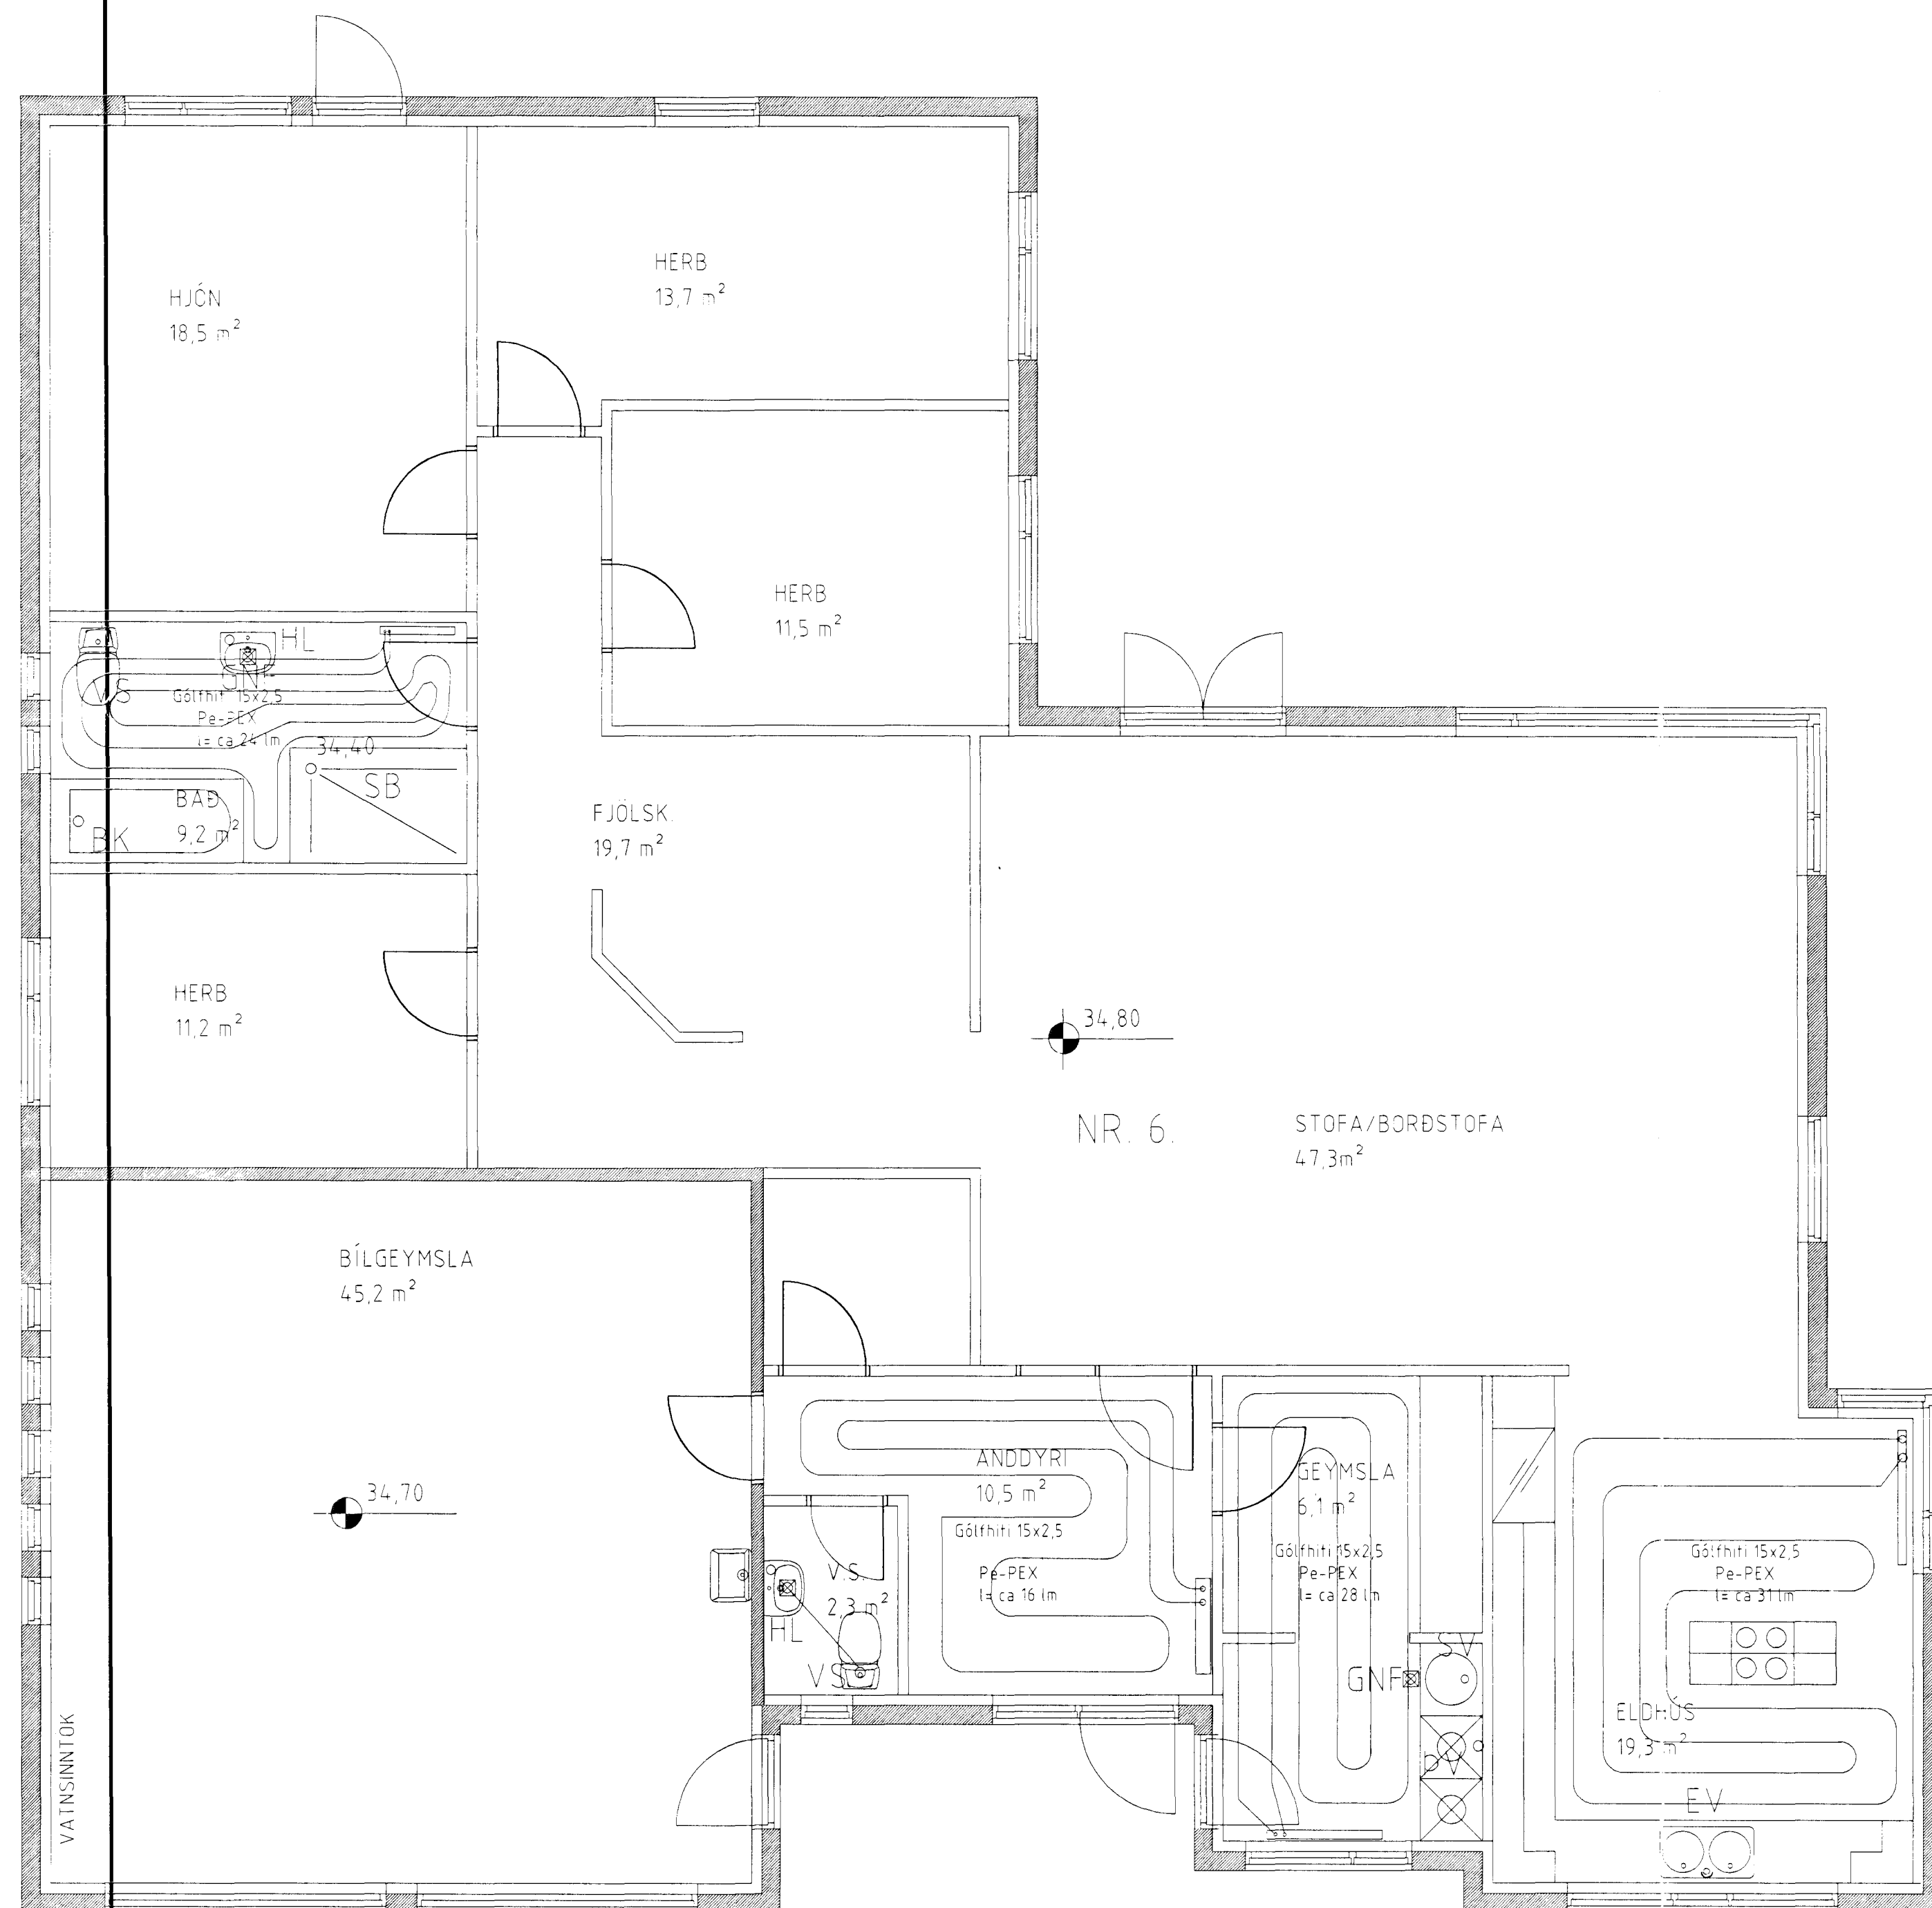 HJÓN
18,5 m²
HERB
13,7 m²
HERB
11,5 m²
HL
VS
GNF
Gólfhiti 15x2,5
Pe-PEX
l= ca 24 lm
34,40
SB
BAÐ
9,2 m²
BK
FJÖLSK.
19,7 m²
HERB
11,2 m²
34,80
NR. 6.
STOFA/BORÐSTOFA
47,3m²
BÍLGEYMSLA
45,2 m²
34,70
ANDDYRI
10,5 m²
Gólfhiti 15x2,5
Pe-PEX
l= ca 16 lm
V.S.
2,3 m²
HL
VS
GEYMSLA
6,1 m²
Gólfhiti 15x2,5
Pe-PEX
l= ca 28 lm
SV
GNF
Gólfhiti 15x2,5
Pe-PEX
l= ca 31 lm
ELDHÚS
19,3 m²
EV
VATNSINNTÖK